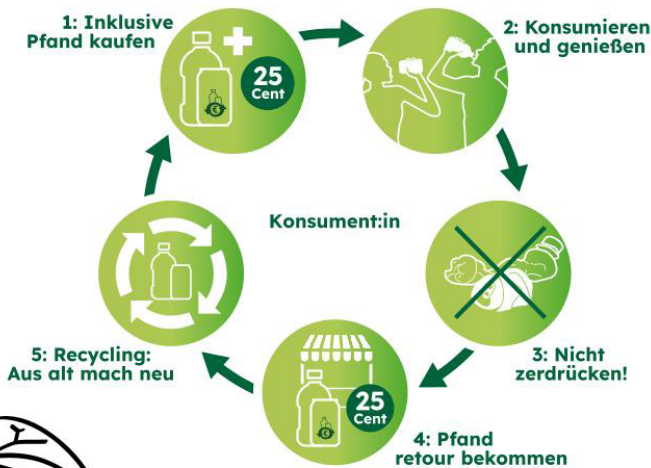 1: Inklusive
Pfand kaufen
25
Cent
2: Konsumieren
und genießen
Konsument:in
3: Nicht
zerdrücken!
25
Cent
4: Pfand
retour bekommen
5: Recycling:
Aus alt mach neu